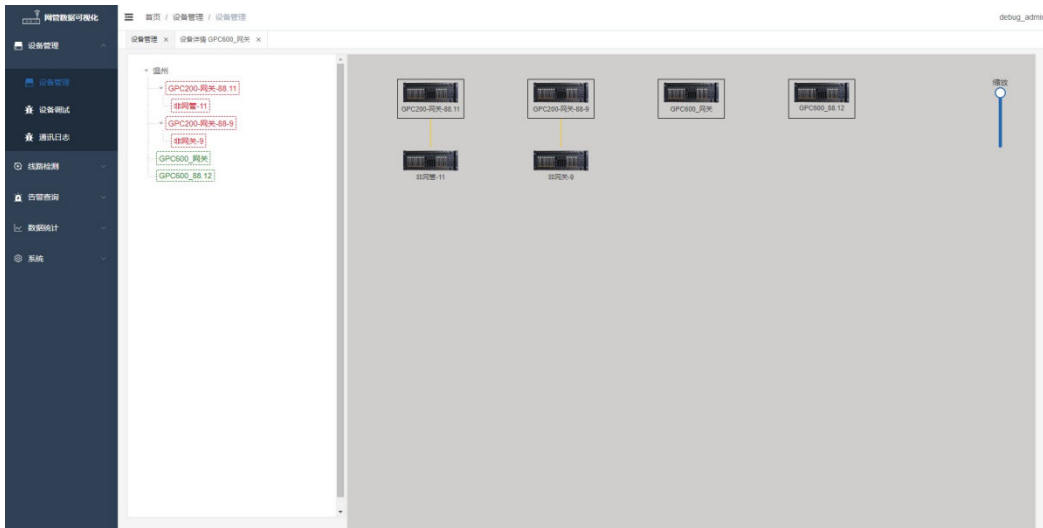 网管数据可视化
首页 / 设备管理 / 设备管理
debug_admi
设备管理
设备管理 × 设备详情 GPC600_网关 ×
设备管理
设备调试
通讯日志
线路检测
告警查询
数据统计
系统
温州
GPC200-网关-88.11
非网管-11
GPC200-网关-88-9
非网关-9
GPC600_网关
GPC600_88.12
GPC200-网关-88.11
GPC200-网关-88-9
GPC600_网关
GPC600_88.12
缩放
非网管-11
非网关-9